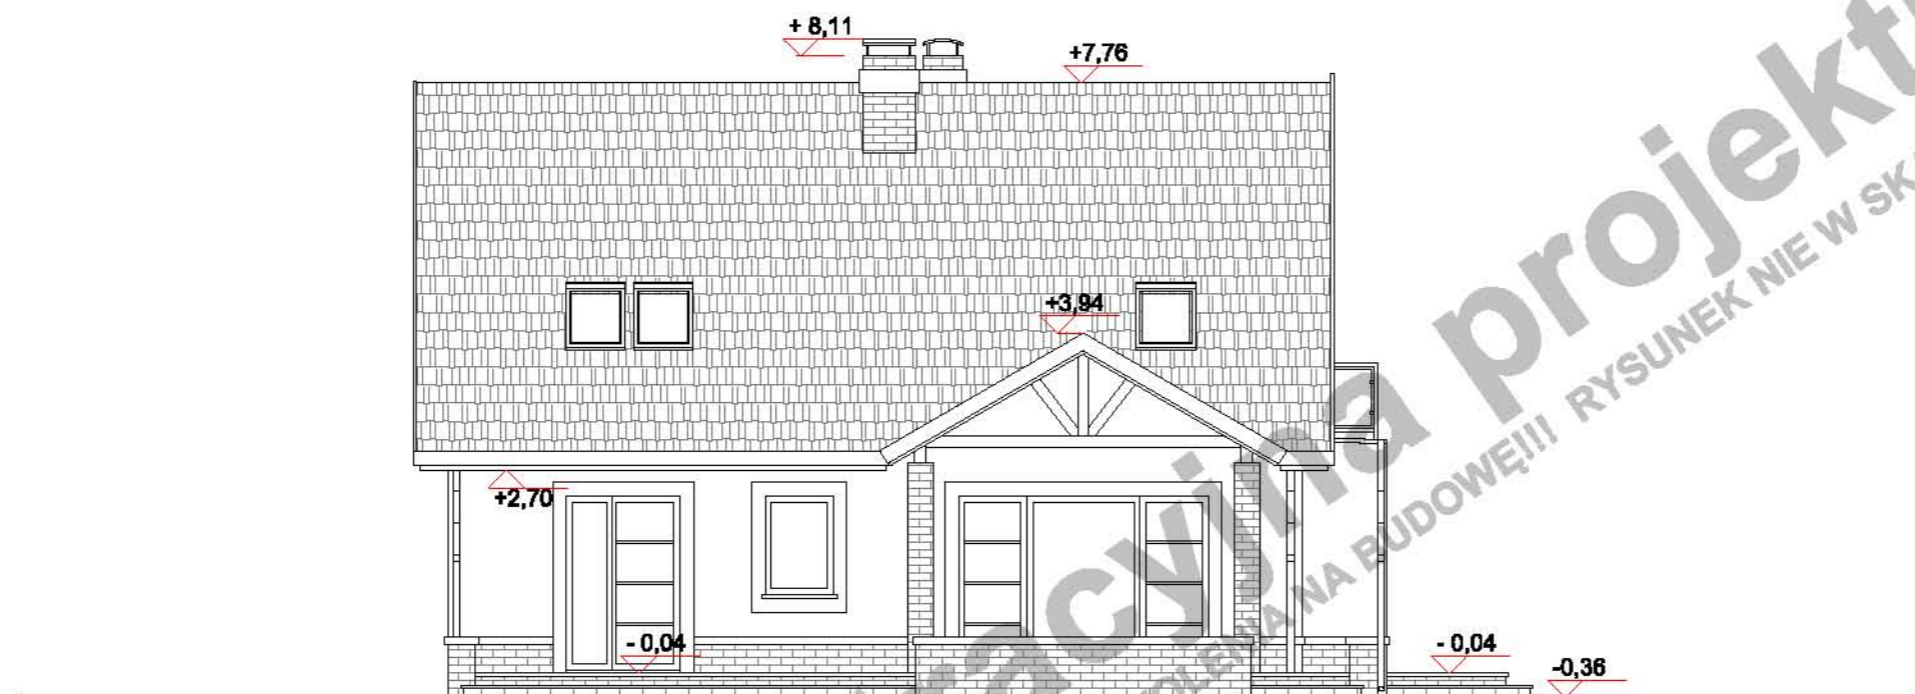 + 8,11
+7,76
+3,94
+2,70
- 0,04
- 0,04
-0,36
projekt
RYSUNEK NIE W
NA BUDOWĘ!!!